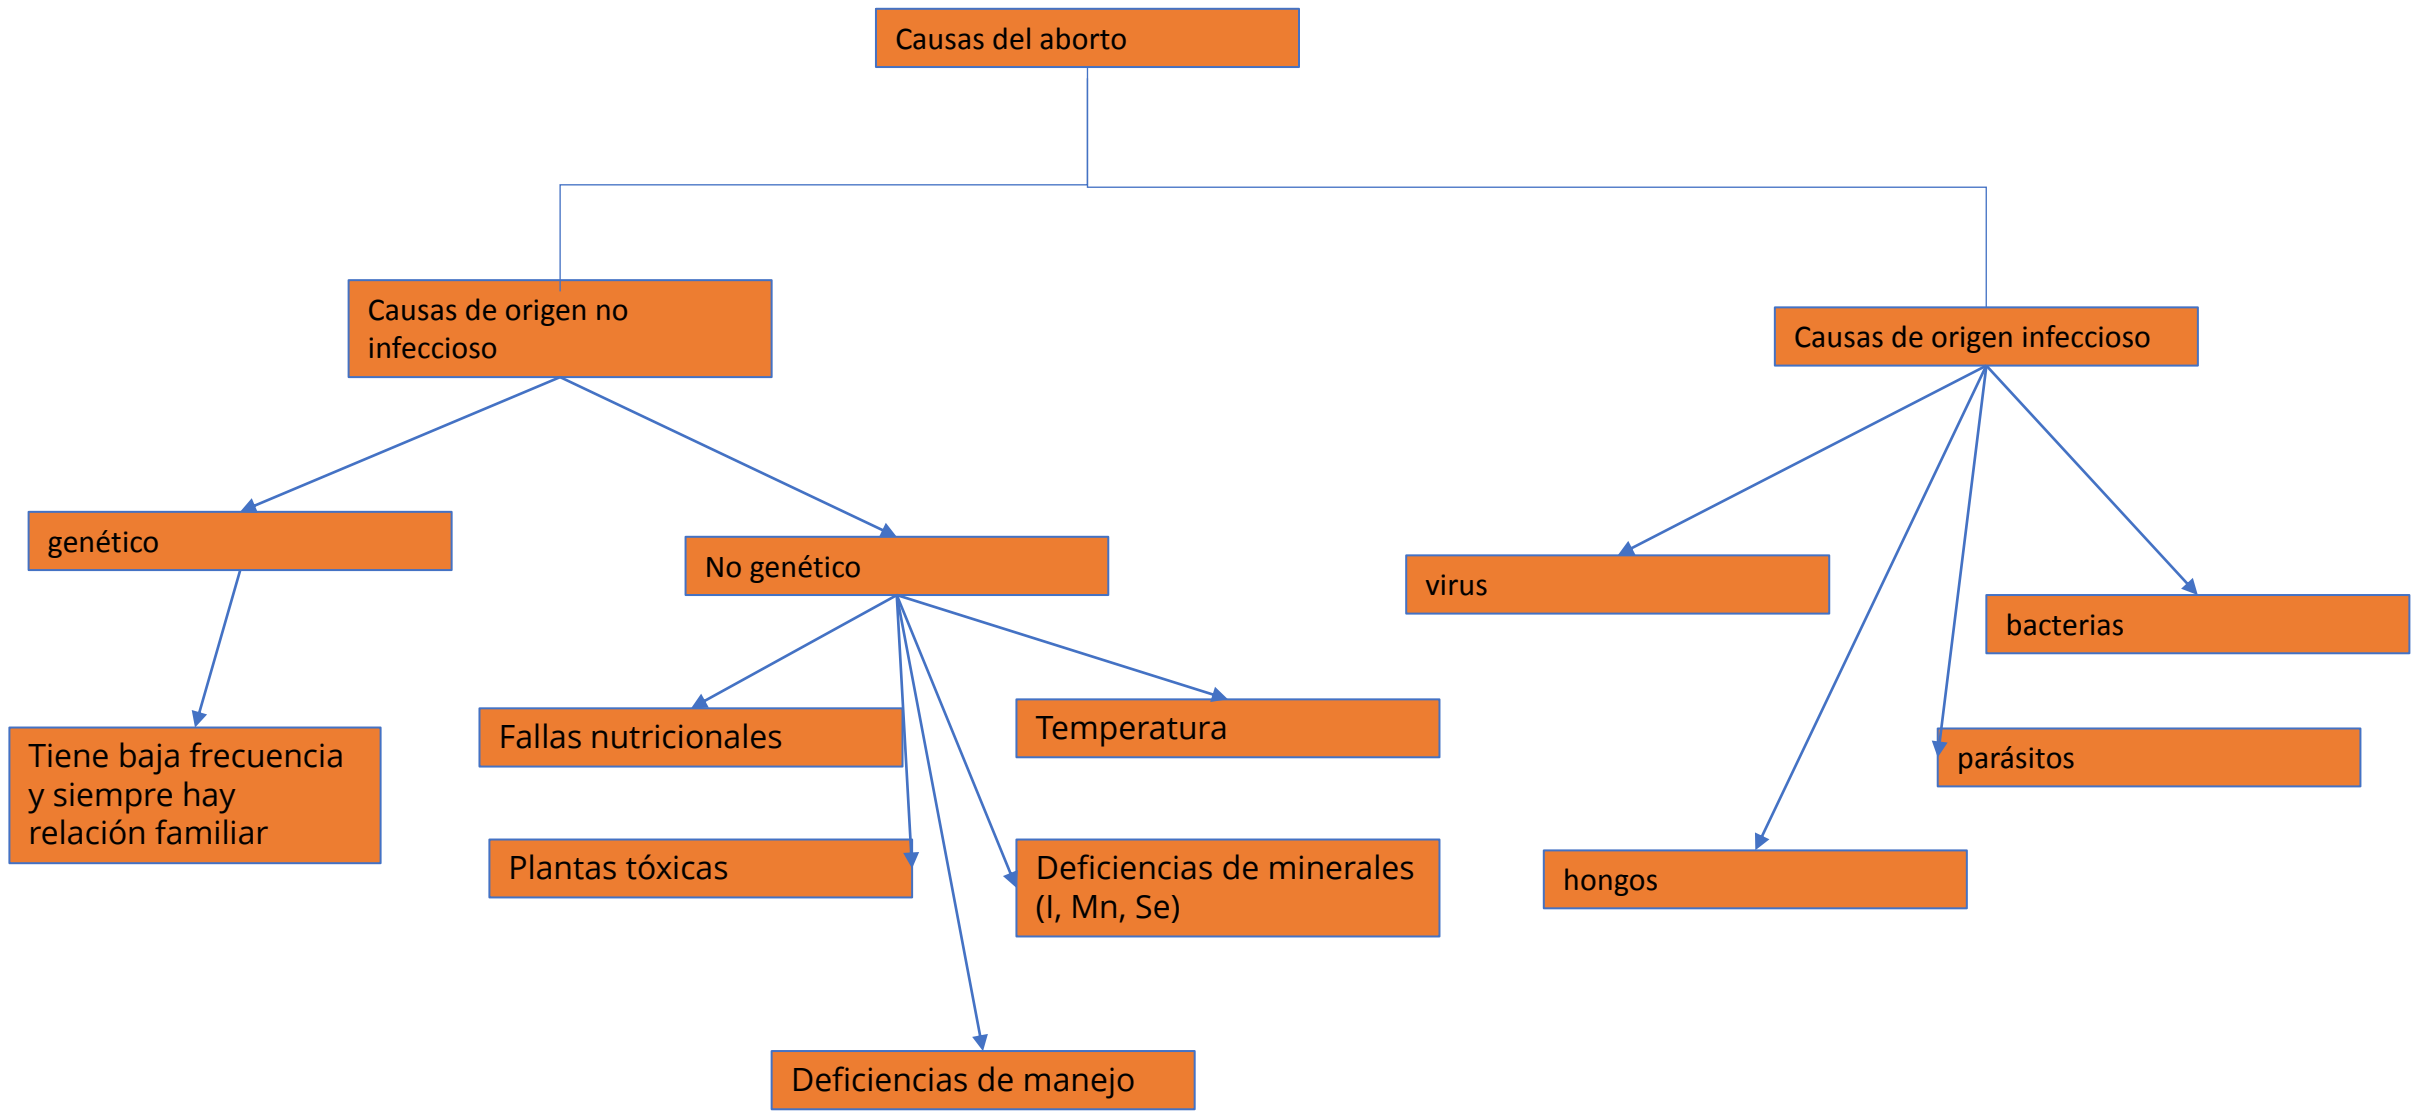 Causas del aborto
Causas de origen no
infeccioso
Causas de origen infeccioso
genético
No genético
virus
bacterias
Tiene baja frecuencia
y siempre hay
relación familiar
Fallas nutricionales
Temperatura
parásitos
Plantas tóxicas
Deficiencias de minerales
(I, Mn, Se)
hongos
Deficiencias de manejo